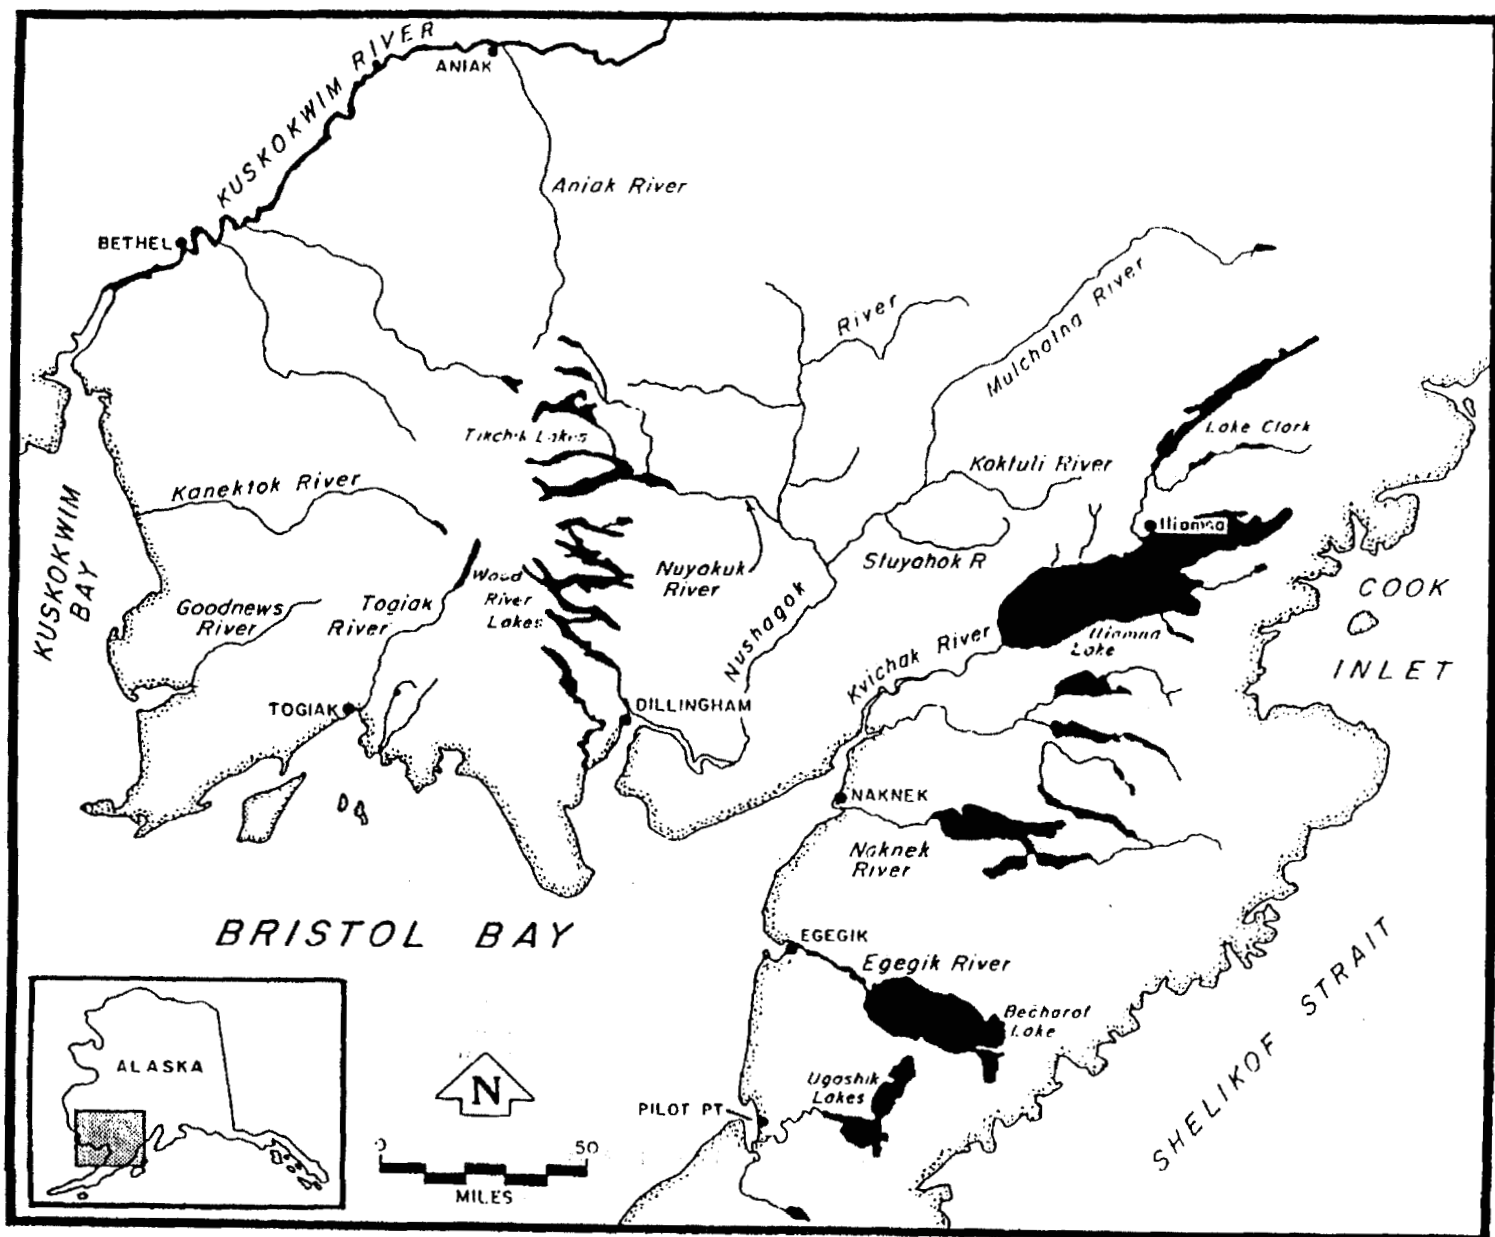 KUSKOKWIM RIVER
ANIAK
Aniak River
BETHEL
River
Mulchatna River
Lake Clark
Tikchik Lakes
Koktuli River
Kanektok River
Iliamna
KUSKOKWIM
BAY
Stuyahok R
Nuyakuk
River
Wood
River
Lakes
COOK
INLET
Goodnews
River
Togiak
River
Nushagak
Kvichak River
Iliamna
Lake
TOGIAK
DILLINGHAM
NAKNEK
Naknek
River
BRISTOL BAY
EGEGIK
Egegik River
Becharof
Lake
SHELIKOF STRAIT
ALASKA
N
Ugashik
Lakes
PILOT PT
0 50
MILES